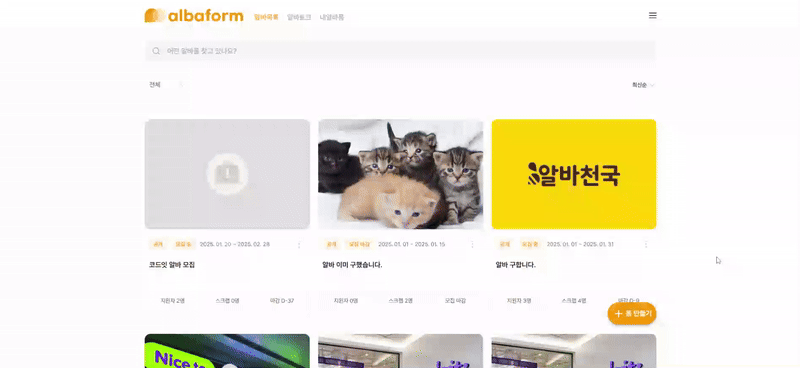 albaform 알바목록 알바토크 내알바폼
어떤 알바를 찾고 있나요?
전체 최신순
알바천국
공개 모집 중 2025. 01. 20 ~ 2025. 02. 28
공개 모집 마감 2025. 01. 01 ~ 2025. 01. 15
공개 모집 중 2025. 01. 01 ~ 2025. 01. 31
코드잇 알바 모집
알바 이미 구했습니다.
알바 구합니다.
지원자 2명 스크랩 0명 마감 D-37
지원자 0명 스크랩 2명 모집 마감
지원자 3명 스크랩 4명 마감 D-9
폼 만들기
Nice to